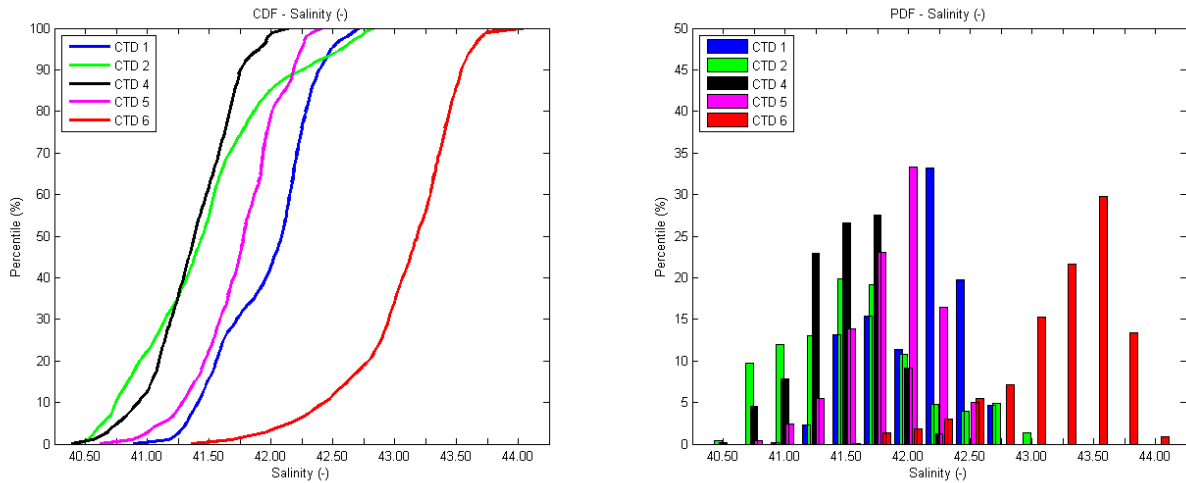 CDF - Salinity (-)
100
90
80
70
60
50
40
30
20
10
0
Percentile (%)
CTD 1
CTD 2
CTD 4
CTD 5
CTD 6
40.50 41.00 41.50 42.00 42.50 43.00 43.50 44.00
Salinity (-)
PDF - Salinity (-)
50
45
40
35
30
25
20
15
10
5
0
Percentile (%)
CTD 1
CTD 2
CTD 4
CTD 5
CTD 6
40.50 41.00 41.50 42.00 42.50 43.00 43.50 44.00
Salinity (-)